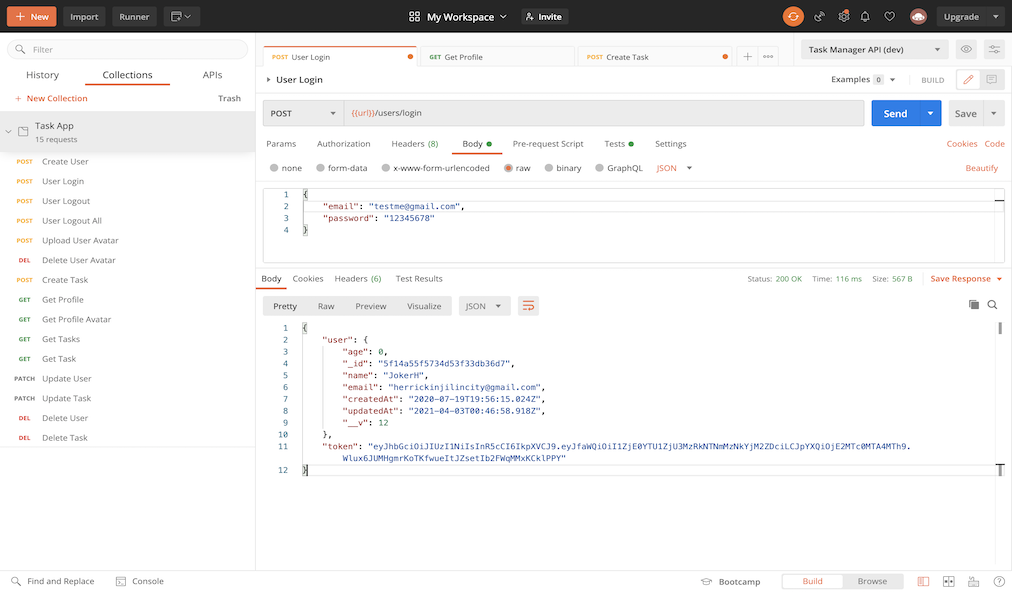 New
Import
Runner
My Workspace
Invite
Upgrade
Filter
History
Collections
APIs
+ New Collection
Trash
Task App
15 requests
POST Create User
POST User Login
POST User Logout
POST User Logout All
POST Upload User Avatar
DEL Delete User Avatar
POST Create Task
GET Get Profile
GET Get Profile Avatar
GET Get Tasks
GET Get Task
PATCH Update User
PATCH Update Task
DEL Delete User
DEL Delete Task
POST User Login
GET Get Profile
POST Create Task
Task Manager API (dev)
User Login
Examples 0
BUILD
POST
{{url}}/users/login
Send
Save
Params
Authorization
Headers (8)
Body
Pre-request Script
Tests
Settings
Cookies
Code
none
form-data
x-www-form-urlencoded
raw
binary
GraphQL
JSON
Beautify
1 {
2 "email": "testme@gmail.com",
3 "password": "12345678"
4 }
Body
Cookies
Headers (6)
Test Results
Status: 200 OK
Time: 116 ms
Size: 567 B
Save Response
Pretty
Raw
Preview
Visualize
JSON
1 {
2 "user": {
3 "age": 0,
4 "_id": "5f14a55f5734d53f33db36d7",
5 "name": "JokerH",
6 "email": "herrickinjilincity@gmail.com",
7 "createdAt": "2020-07-19T19:56:15.024Z",
8 "updatedAt": "2021-04-03T00:46:58.918Z",
9 "__v": 12
10 },
11 "token": "eyJhbGciOiJIUzI1NiIsInR5cCI6IkpXVCJ9.eyJfaWQiOiI1ZjE0YTU1ZjU3MzRkNTNmMzNkYjM2ZDciLCJpYXQiOjE2MTc0MTA4MTh9.
Wlux6JUMHgmrKoTKfwueItJZsetIb2FWqMMxKCklPPY"
12 }
Find and Replace
Console
Bootcamp
Build
Browse